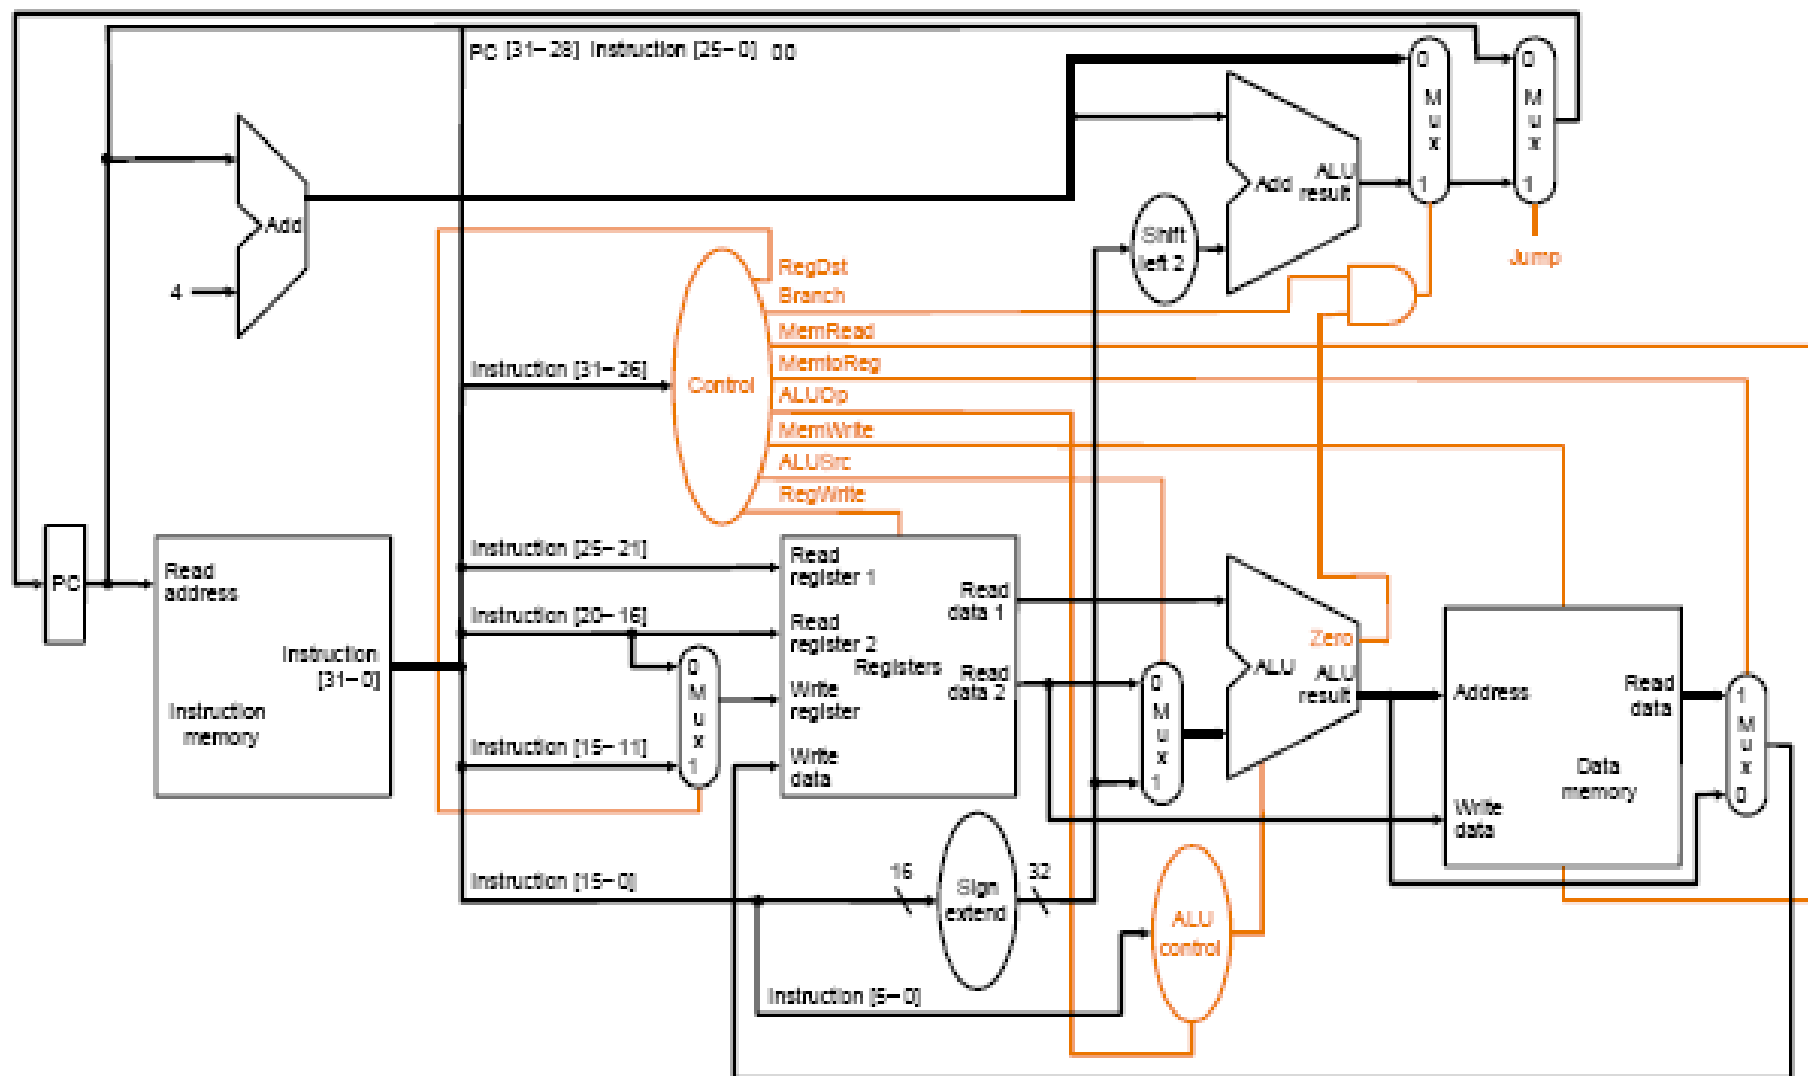 PC [31-28] Instruction [25-0] 00
0
M
u
x
1
0
M
u
x
1
Add
ALU
result
Add
Shift
left 2
Jump
4
RegDst
Branch
MemRead
MemtoReg
ALUOp
MemWrite
ALUSrc
RegWrite
Control
Instruction [31-26]
PC
Read
address
Instruction
[31-0]
Instruction
memory
Instruction [25-21]
Instruction [20-16]
Instruction [15-11]
0
M
u
x
1
Read
register 1
Read
register 2
Registers
Write
register
Write
data
Read
data 1
Read
data 2
0
M
u
x
1
Zero
ALU
ALU
result
Address
Read
data
Data
memory
Write
data
1
M
u
x
0
Instruction [15-0]
16
Sign
extend
32
ALU
control
Instruction [5-0]